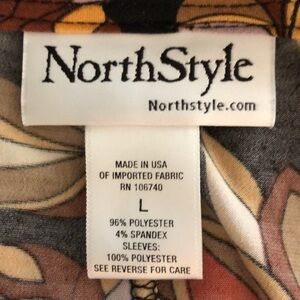 NorthStyle
Northstyle.com
MADE IN USA
OF IMPORTED FABRIC
RN 106740
L
96% POLYESTER
4% SPANDEX
SLEEVES:
100% POLYESTER
SEE REVERSE FOR CARE